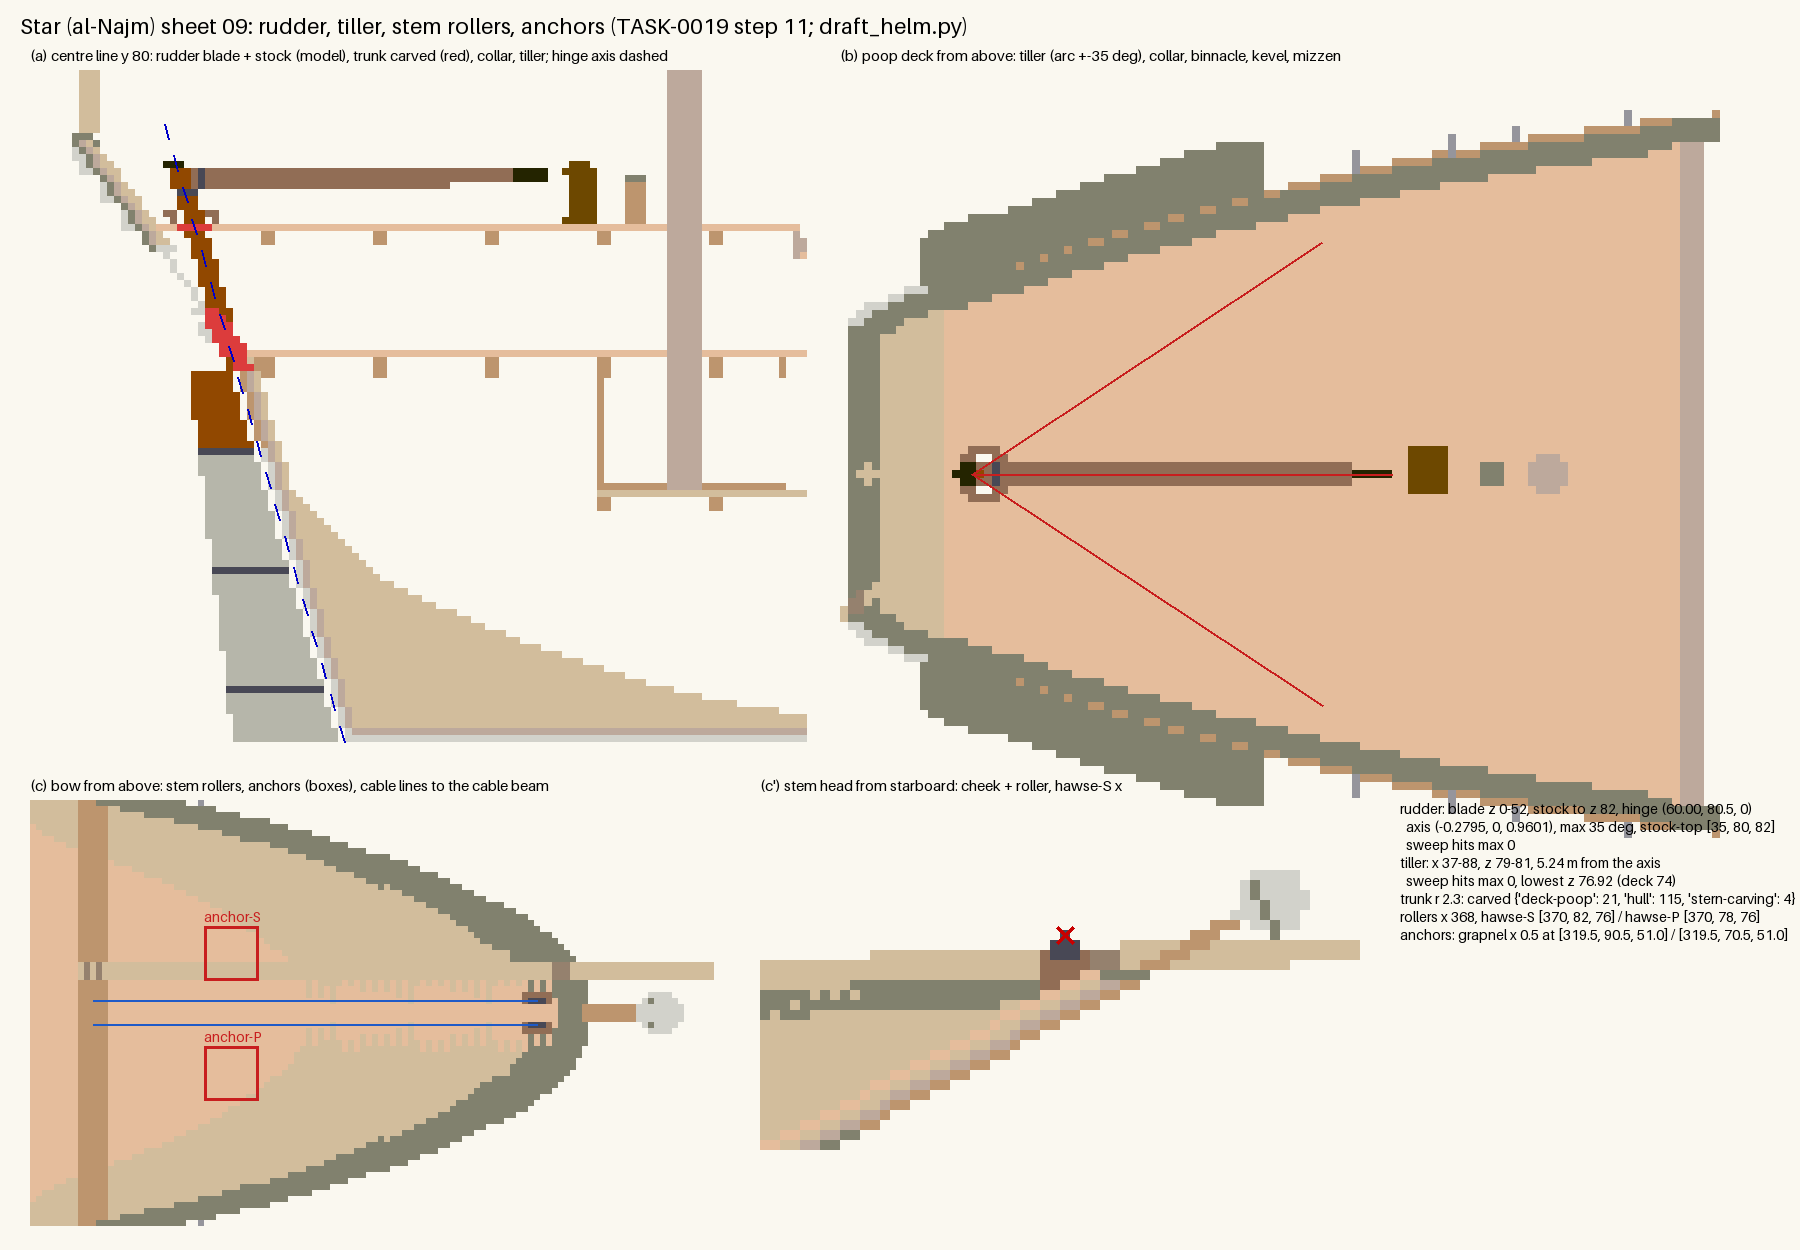 Star (al-Najm) sheet 09: rudder, tiller, stem rollers, anchors (TASK-0019 step 11; draft_helm.py)
(a) centre line y 80: rudder blade + stock (model), trunk carved (red), collar, tiller; hinge axis dashed
(b) poop deck from above: tiller (arc +-35 deg), collar, binnacle, kevel, mizzen
(c) bow from above: stem rollers, anchors (boxes), cable lines to the cable beam
(c') stem head from starboard: cheek + roller, hawse-S x
rudder: blade z 0-52, stock to z 82, hinge (60.00, 80.5, 0)
axis (-0.2795, 0, 0.9601), max 35 deg, stock-top [35, 80, 82]
sweep hits max 0
tiller: x 37-88, z 79-81, 5.24 m from the axis
sweep hits max 0, lowest z 76.92 (deck 74)
trunk r 2.3: carved {'deck-poop': 21, 'hull': 115, 'stern-carving': 4}
rollers x 368, hawse-S [370, 82, 76] / hawse-P [370, 78, 76]
anchors: grapnel x 0.5 at [319.5, 90.5, 51.0] / [319.5, 70.5, 51.0]
anchor-S
anchor-P